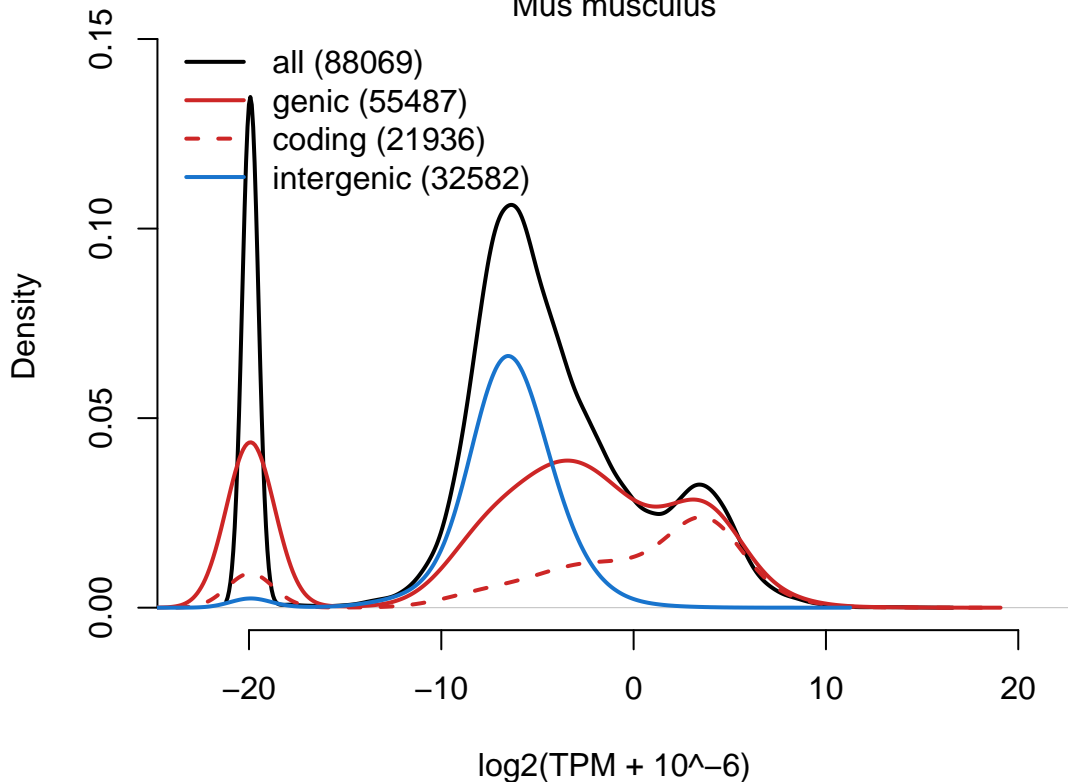 Mus musculus
all (88069)
genic (55487)
coding (21936)
intergenic (32582)
Density
0.15
0.10
0.05
0.00
−20 −10 0 10 20
log2(TPM + 10^−6)